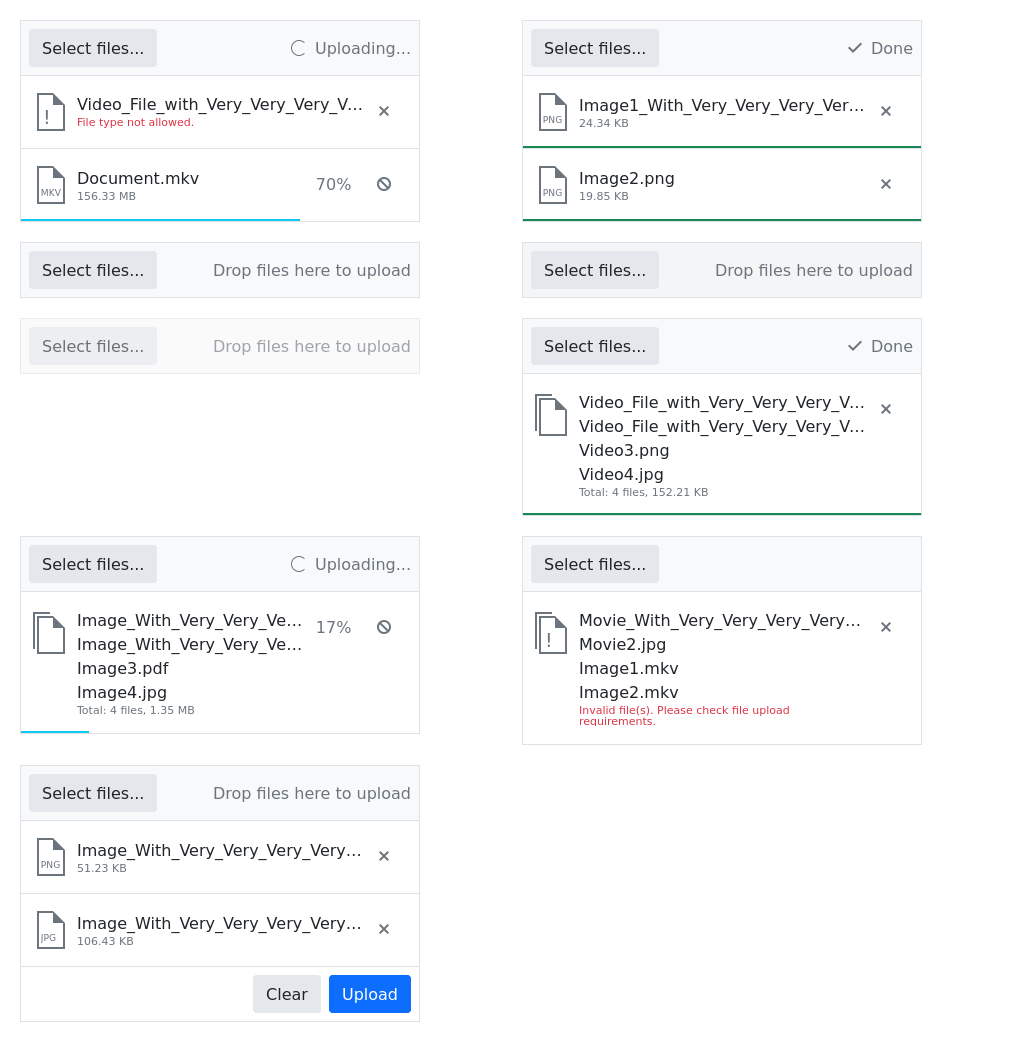 Select files...
Uploading...
!
Video_File_with_Very_Very_Very_V...
File type not allowed.
MKV
Document.mkv
156.33 MB
70%
Select files...
Done
PNG
Image1_With_Very_Very_Very_Ver...
24.34 KB
PNG
Image2.png
19.85 KB
Select files...
Drop files here to upload
Select files...
Drop files here to upload
Select files...
Drop files here to upload
Select files...
Done
Video_File_with_Very_Very_Very_V...
Video_File_with_Very_Very_Very_V...
Video3.png
Video4.jpg
Total: 4 files, 152.21 KB
Select files...
Uploading...
Image_With_Very_Very_Ve...
Image_With_Very_Very_Ve...
Image3.pdf
Image4.jpg
Total: 4 files, 1.35 MB
17%
Select files...
!
Movie_With_Very_Very_Very_Very...
Movie2.jpg
Image1.mkv
Image2.mkv
Invalid file(s). Please check file upload
requirements.
Select files...
Drop files here to upload
PNG
Image_With_Very_Very_Very_Very...
51.23 KB
JPG
Image_With_Very_Very_Very_Very...
106.43 KB
Clear
Upload